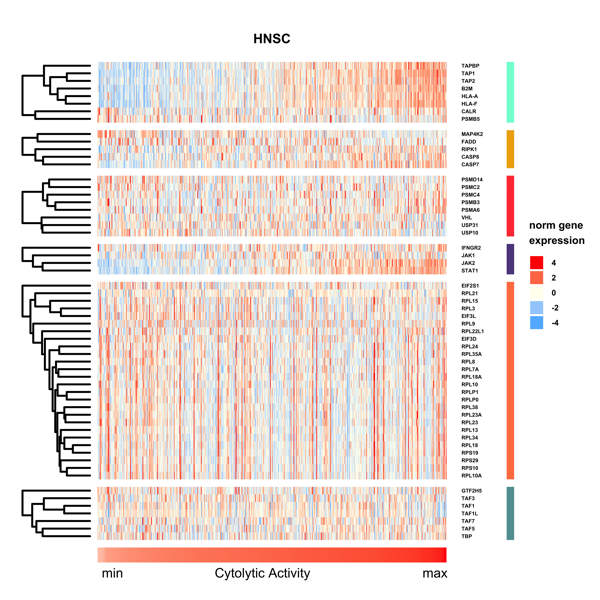 HNSC
TAPBP
TAP1
TAP2
B2M
HLA-A
HLA-F
CALR
PSMB5
MAP4K2
FADD
RIPK1
CASP8
CASP7
PSMD14
PSMC2
PSMC4
PSMB3
PSMA6
VHL
USP31
USP10
IFNGR2
JAK1
JAK2
STAT1
EIF2S1
RPL21
RPL15
RPL3
EIF3L
RPL9
RPL22L1
EIF3D
RPL24
RPL35A
RPL8
RPL7A
RPL18A
RPL10
RPLP1
RPLP0
RPL38
RPL23A
RPL23
RPL13
RPL34
RPL18
RPS19
RPS29
RPS10
RPL10A
GTF2H5
TAF3
TAF1
TAF1L
TAF7
TAF5
TBP
norm gene
expression
4
2
0
-2
-4
min Cytolytic Activity max